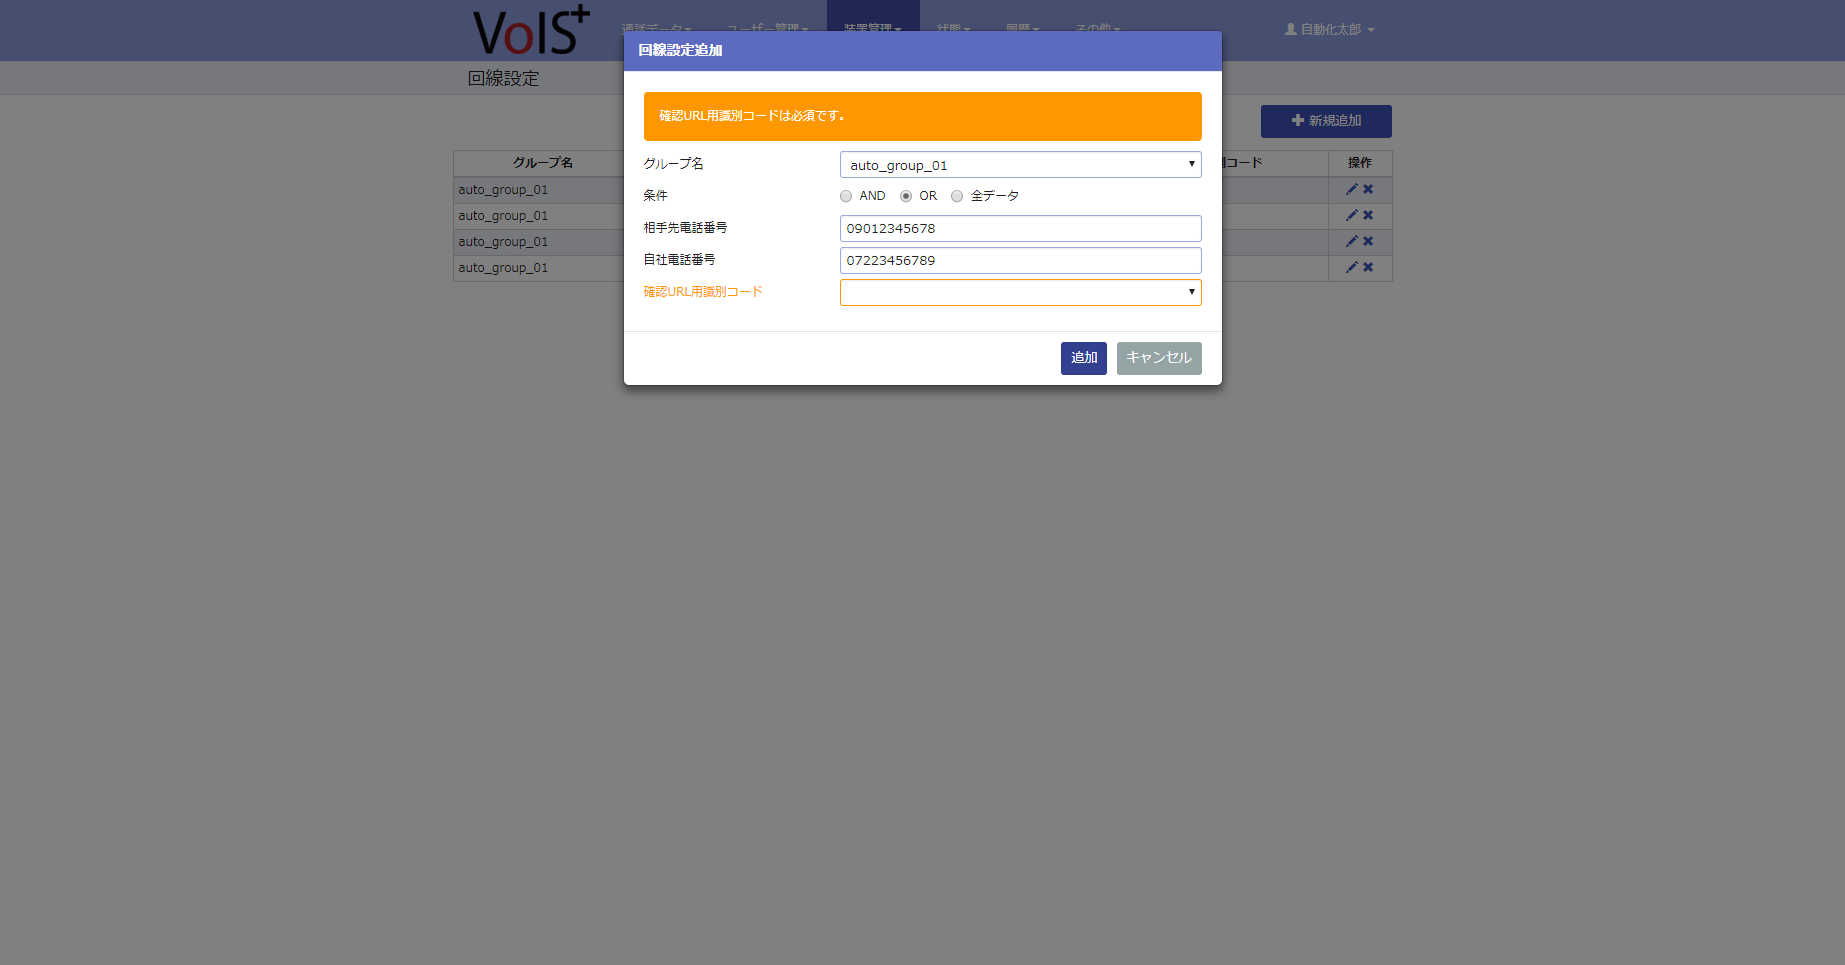 VoIS+
通話データ
ユーザー管理
装置管理
状態
履歴
その他
自動化太郎
回線設定追加
回線設定
確認URL用識別コードは必須です。
新規追加
グループ名
別コード
操作
auto_group_01
auto_group_01
auto_group_01
auto_group_01
グループ名
auto_group_01
条件
AND OR 全データ
相手先電話番号
09012345678
自社電話番号
07223456789
確認URL用識別コード
追加
キャンセル